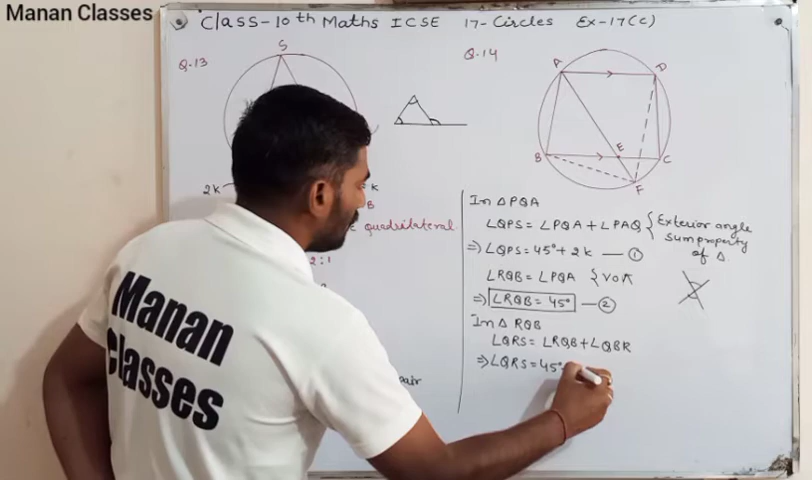 Manan Classes
Class-10th Maths ICSE 17-Circles Ex-17(C)
Q.13
S
2k
k
B
quadrilateral.
2:1
pair
Q.14
A
D
B
E
C
F
In △PQA
∠QPS = ∠PQA + ∠PAQ { Exterior angle
sum property
of △.
⇒ ∠QPS = 45° + 2k — ①
∠RQB = ∠PQA { VOA
⇒ ∠RQB = 45° — ②
In △ RQB
∠QRS = ∠RQB + ∠QBR
⇒ ∠QRS = 45°
Manan
Classes